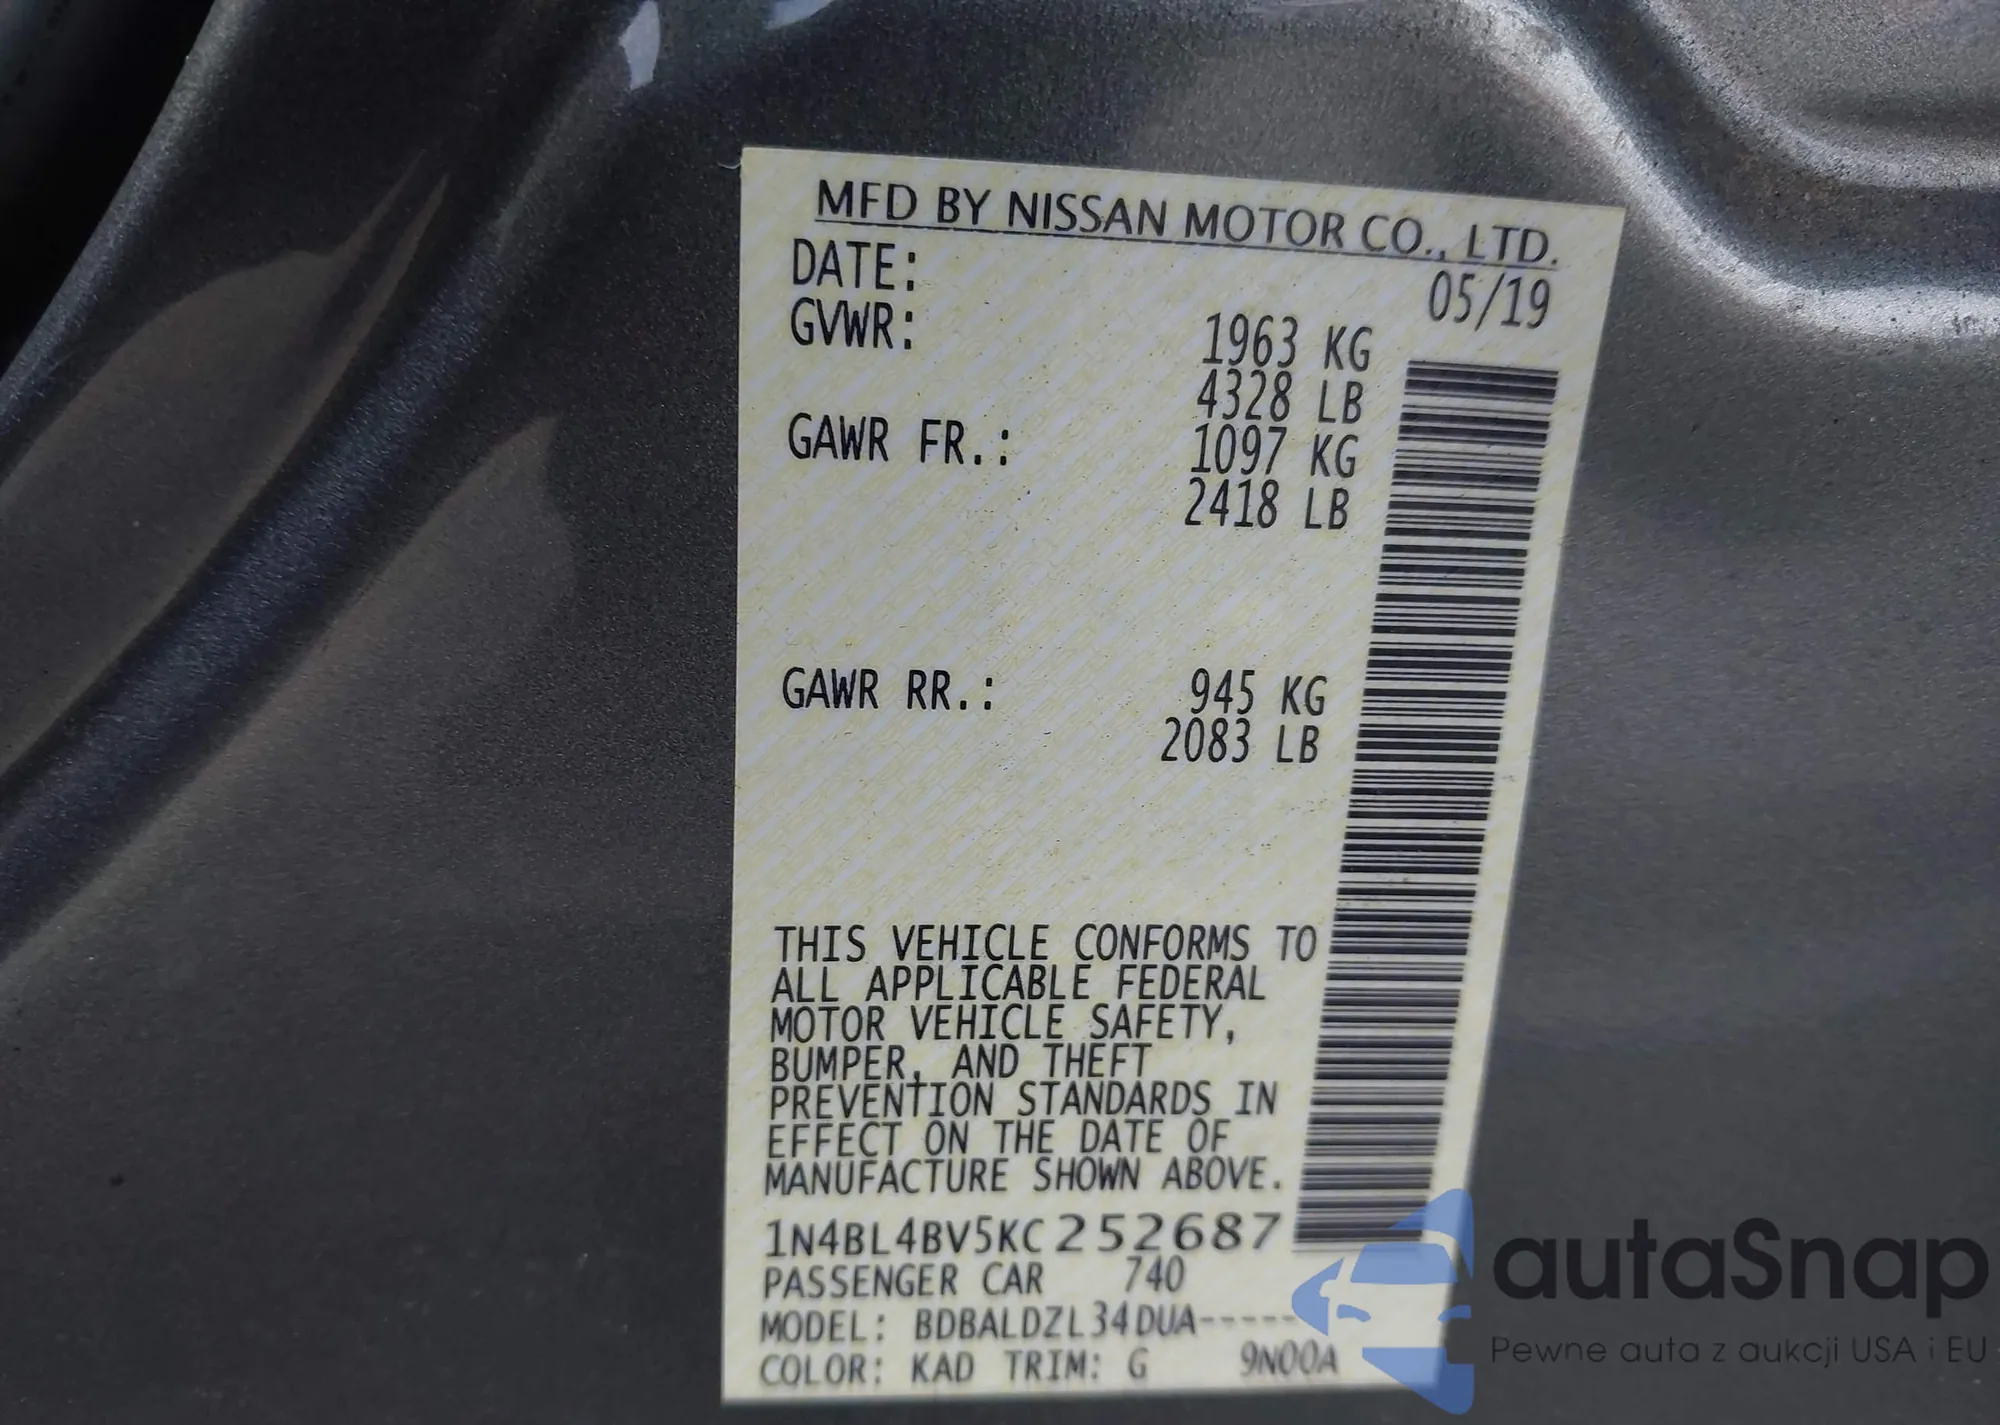 MFD BY NISSAN MOTOR CO., LTD.
DATE: 05/19
GVWR: 1963 KG
4328 LB
GAWR FR.: 1097 KG
2418 LB
GAWR RR.: 945 KG
2083 LB
THIS VEHICLE CONFORMS TO
ALL APPLICABLE FEDERAL
MOTOR VEHICLE SAFETY,
BUMPER, AND THEFT
PREVENTION STANDARDS IN
EFFECT ON THE DATE OF
MANUFACTURE SHOWN ABOVE.
1N4BL4BV5KC252687
PASSENGER CAR 740
MODEL: BDBALDZL34DUA-----
COLOR: KAD TRIM: G 9N00A
autaSnap
Pewne auta z aukcji USA i EU